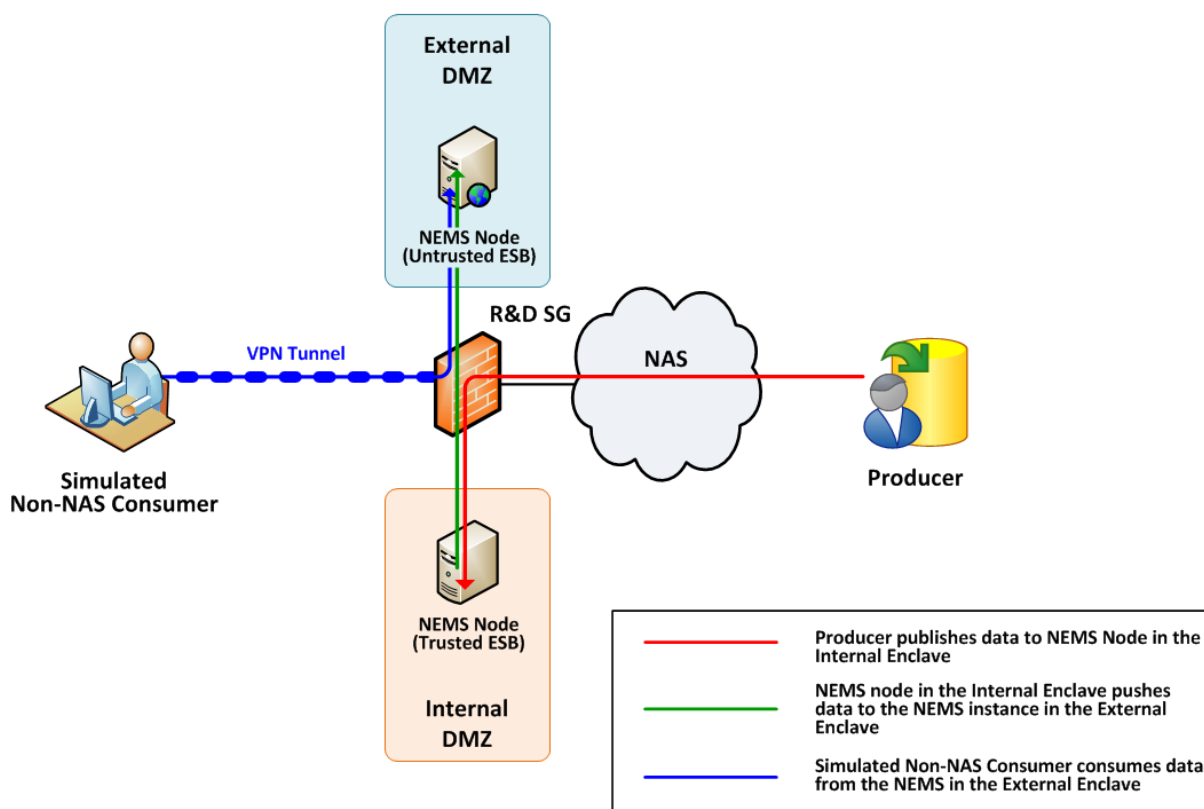 External
DMZ
NEMS Node
(Untrusted ESB)
R&D SG
VPN Tunnel
NAS
Simulated
Non-NAS Consumer
Producer
NEMS Node
(Trusted ESB)
Internal
DMZ
Producer publishes data to NEMS Node in the
Internal Enclave
NEMS node in the Internal Enclave pushes
data to the NEMS instance in the External
Enclave
Simulated Non-NAS Consumer consumes data
from the NEMS in the External Enclave